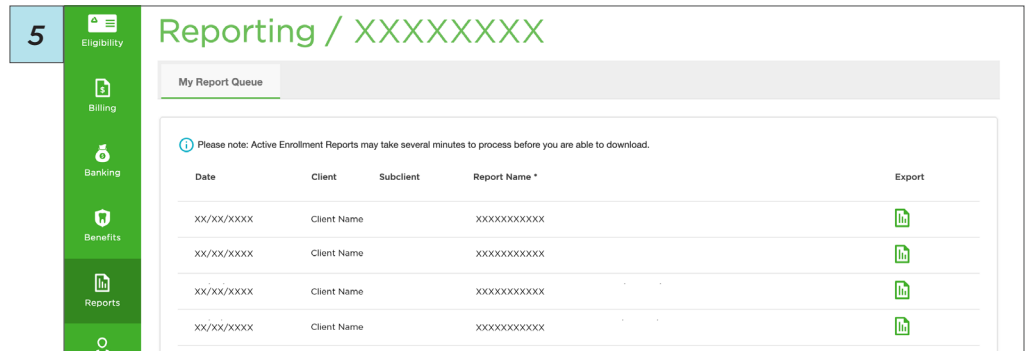 5
Eligibility
Billing
Banking
Benefits
Reports
Reporting / XXXXXXXX
My Report Queue
Please note: Active Enrollment Reports may take several minutes to process before you are able to download.
Date Client Subclient Report Name * Export
XX/XX/XXXX Client Name XXXXXXXXXXX
XX/XX/XXXX Client Name XXXXXXXXXXX
XX/XX/XXXX Client Name XXXXXXXXXXX
XX/XX/XXXX Client Name XXXXXXXXXXX